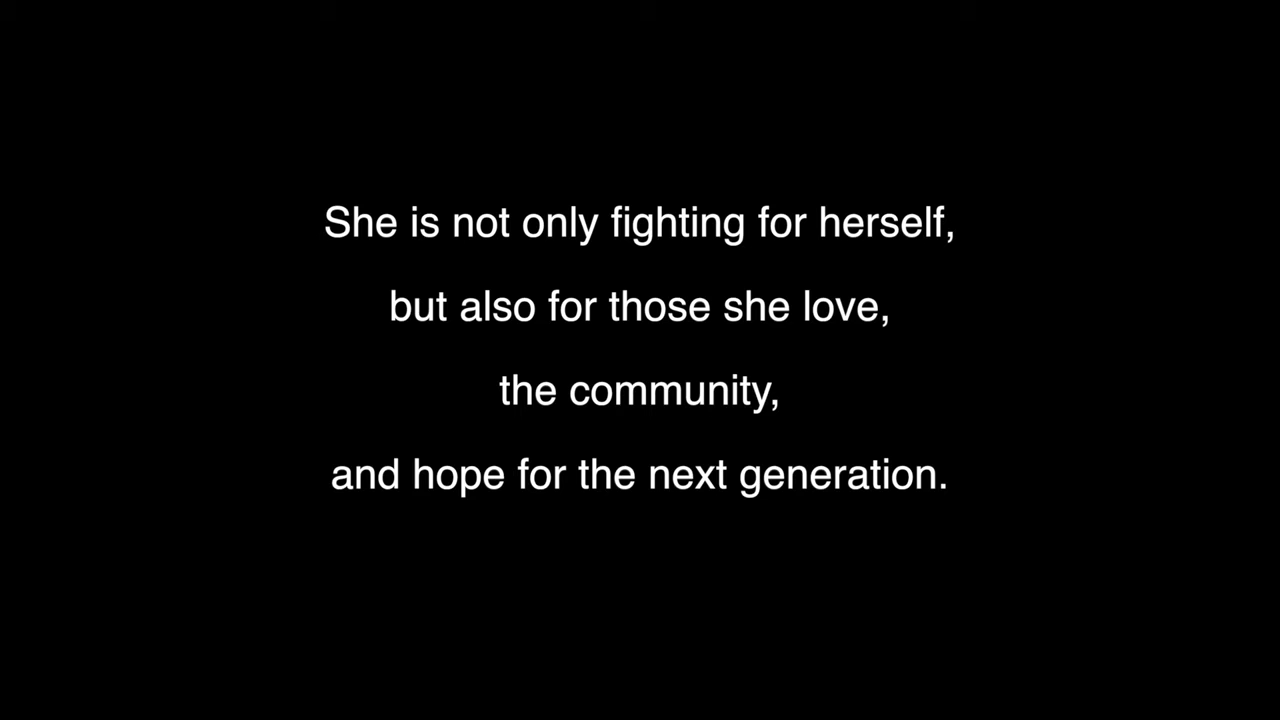 She is not only fighting for herself,
but also for those she love,
the community,
and hope for the next generation.